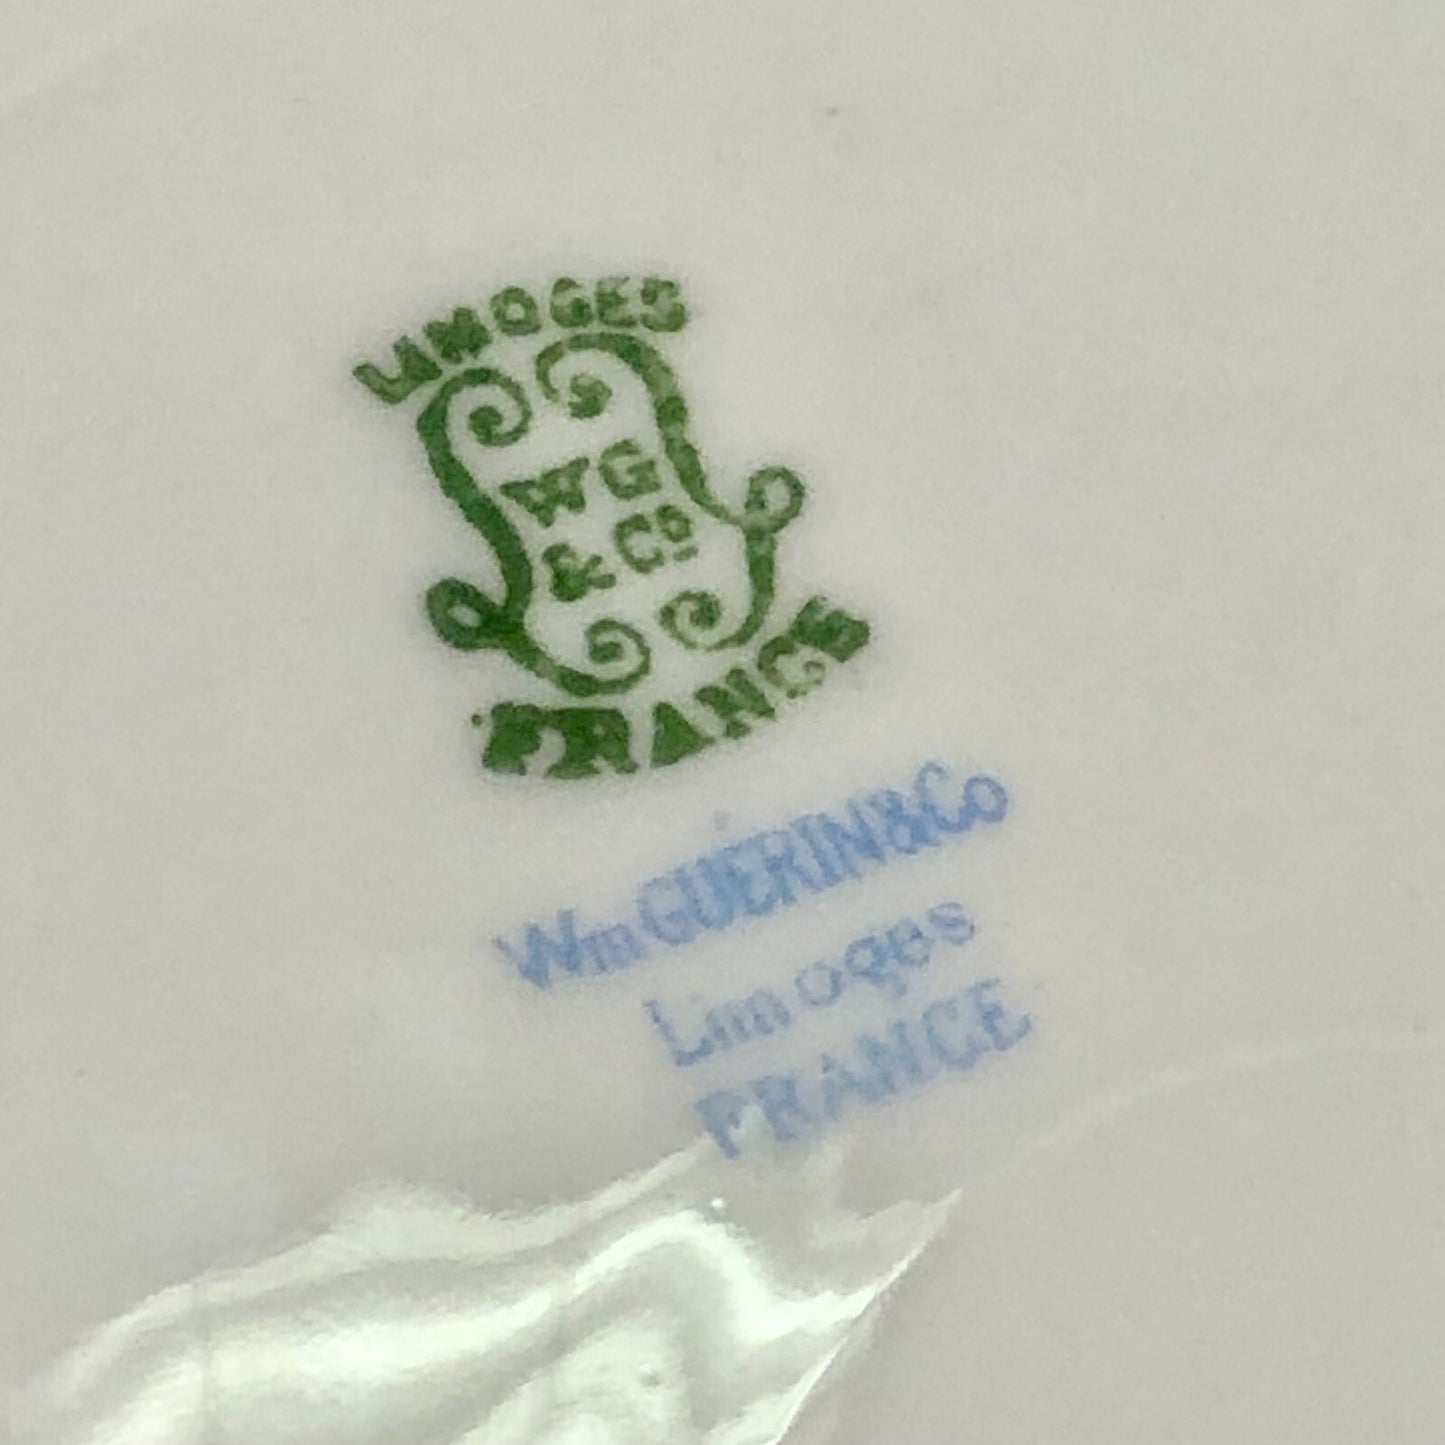 LIMOGES
WG
& Co
FRANCE
Wm GUERIN & Co
Limoges
FRANCE